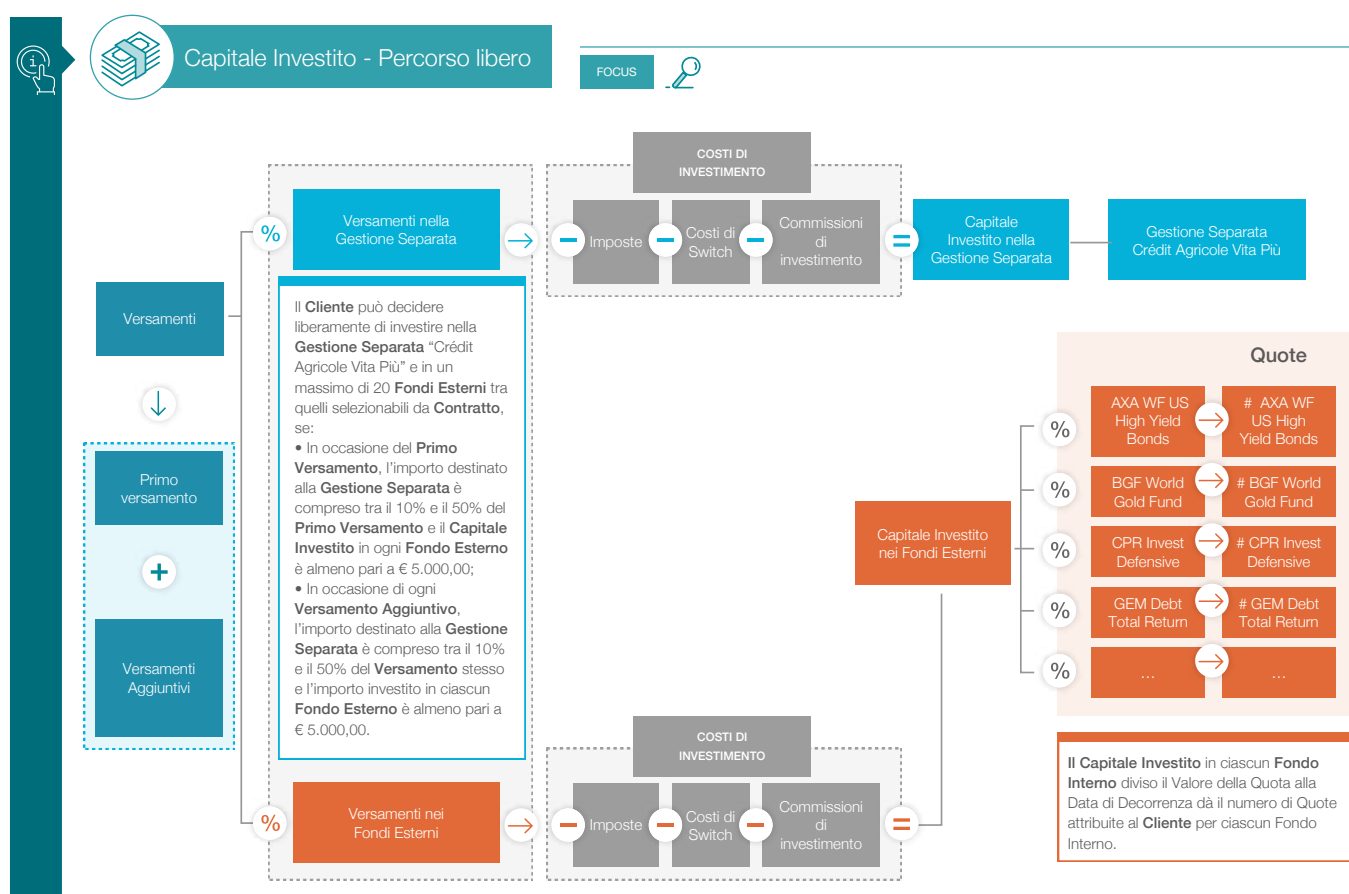 Capitale Investito - Percorso libero
FOCUS
COSTI DI
INVESTIMENTO
%
Versamenti nella
Gestione Separata
Imposte
Costi di
Switch
Commissioni
di
investimento
=
Capitale
Investito nella
Gestione Separata
Gestione Separata
Crédit Agricole Vita Più
Versamenti
Primo
versamento
+
Versamenti
Aggiuntivi
Il Cliente può decidere
liberamente di investire nella
Gestione Separata “Crédit
Agricole Vita Più” e in un
massimo di 20 Fondi Esterni tra
quelli selezionabili da Contratto,
se:
• In occasione del Primo
Versamento, l’importo destinato
alla Gestione Separata è
compreso tra il 10% e il 50% del
Primo Versamento e il Capitale
Investito in ogni Fondo Esterno
è almeno pari a € 5.000,00;
• In occasione di ogni
Versamento Aggiuntivo,
l’importo destinato alla Gestione
Separata è compreso tra il 10%
e il 50% del Versamento stesso
e l’importo investito in ciascun
Fondo Esterno è almeno pari a
€ 5.000,00.
%
Versamenti nei
Fondi Esterni
COSTI DI
INVESTIMENTO
Imposte
Costi di
Switch
Commissioni
di
investimento
=
Capitale Investito
nei Fondi Esterni
Quote
%
AXA WF US
High Yield
Bonds
# AXA WF
US High
Yield Bonds
%
BGF World
Gold Fund
# BGF World
Gold Fund
%
CPR Invest
Defensive
# CPR Invest
Defensive
%
GEM Debt
Total Return
# GEM Debt
Total Return
%
…
…
Il Capitale Investito in ciascun Fondo
Interno diviso il Valore della Quota alla
Data di Decorrenza dà il numero di Quote
attribuite al Cliente per ciascun Fondo
Interno.